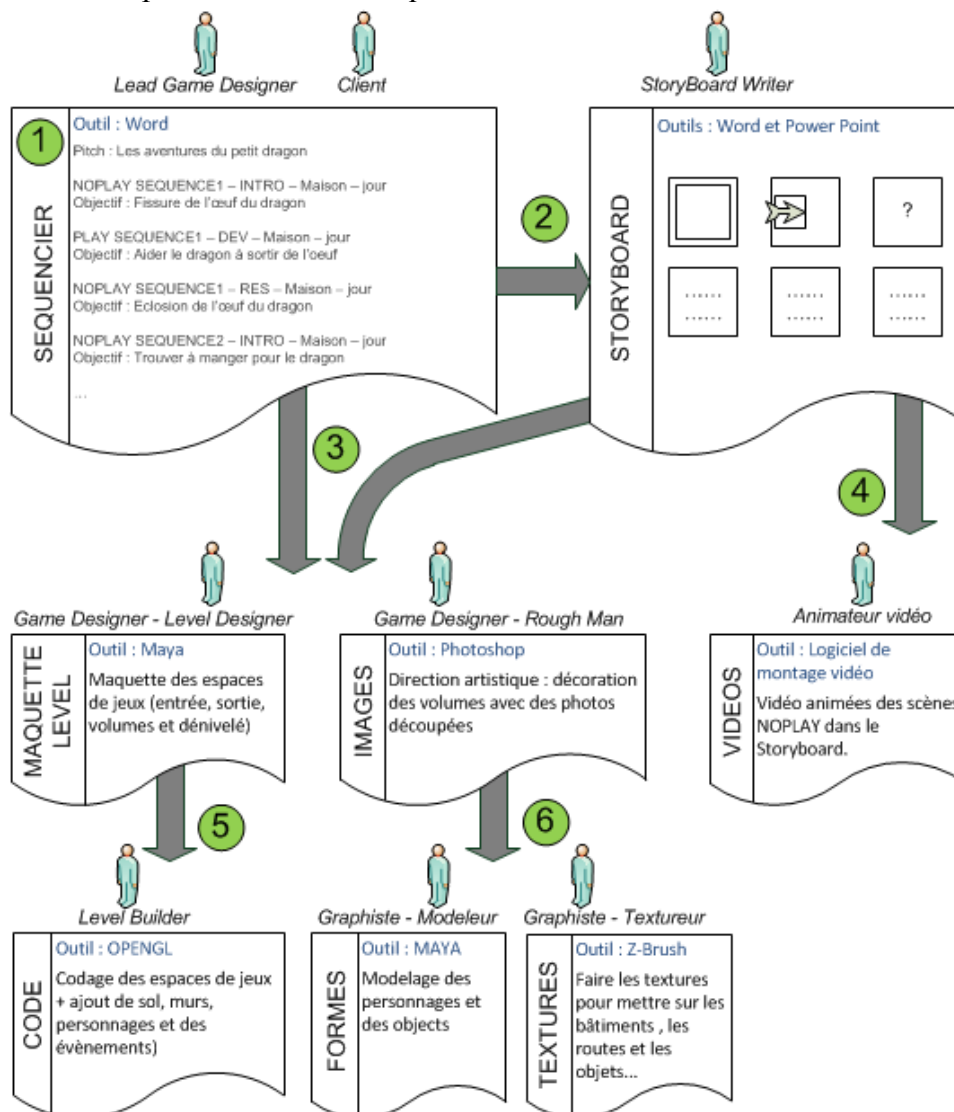 Lead Game Designer
Client
StoryBoard Writer
1
SEQUENCIER
Outil : Word
Pitch : Les aventures du petit dragon
NOPLAY SEQUENCE1 – INTRO – Maison – jour
Objectif : Fissure de l'œuf du dragon
PLAY SEQUENCE1 – DEV – Maison – jour
Objectif : Aider le dragon à sortir de l'oeuf
NOPLAY SEQUENCE1 – RES – Maison – jour
Objectif : Eclosion de l'œuf du dragon
NOPLAY SEQUENCE2 – INTRO – Maison – jour
Objectif : Trouver à manger pour le dragon
...
2
STORYBOARD
Outils : Word et Power Point
?
......
......
......
......
......
......
3
4
Game Designer - Level Designer
MAQUETTE
LEVEL
Outil : Maya
Maquette des espaces
de jeux (entrée, sortie,
volumes et dénivelé)
Game Designer - Rough Man
IMAGES
Outil : Photoshop
Direction artistique : décoration
des volumes avec des photos
découpées
Animateur vidéo
VIDEOS
Outil : Logiciel de
montage vidéo
Vidéo animées des scènes
NOPLAY dans le
Storyboard.
5
6
Level Builder
CODE
Outil : OPENGL
Codage des espaces de jeux
+ ajout de sol, murs,
personnages et des
évènements)
Graphiste - Modeleur
FORMES
Outil : MAYA
Modelage des
personnages et
des objects
Graphiste - Textureur
TEXTURES
Outil : Z-Brush
Faire les textures
pour mettre sur les
bâtiments , les
routes et les
objets...